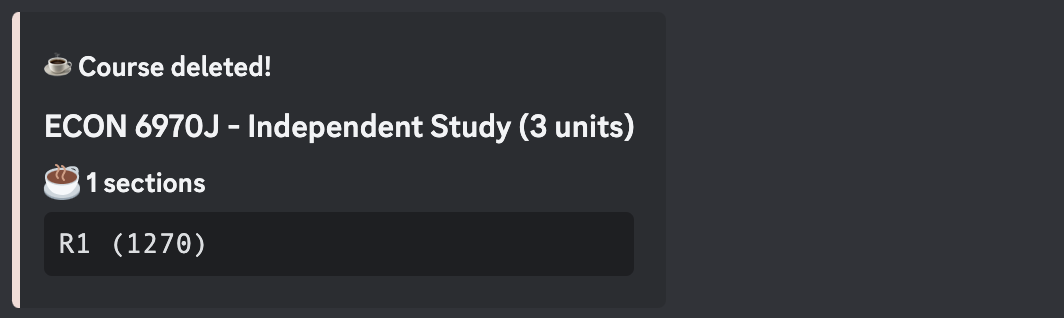 ☕ Course deleted!
ECON 6970J - Independent Study (3 units)
☕ 1 sections
R1 (1270)